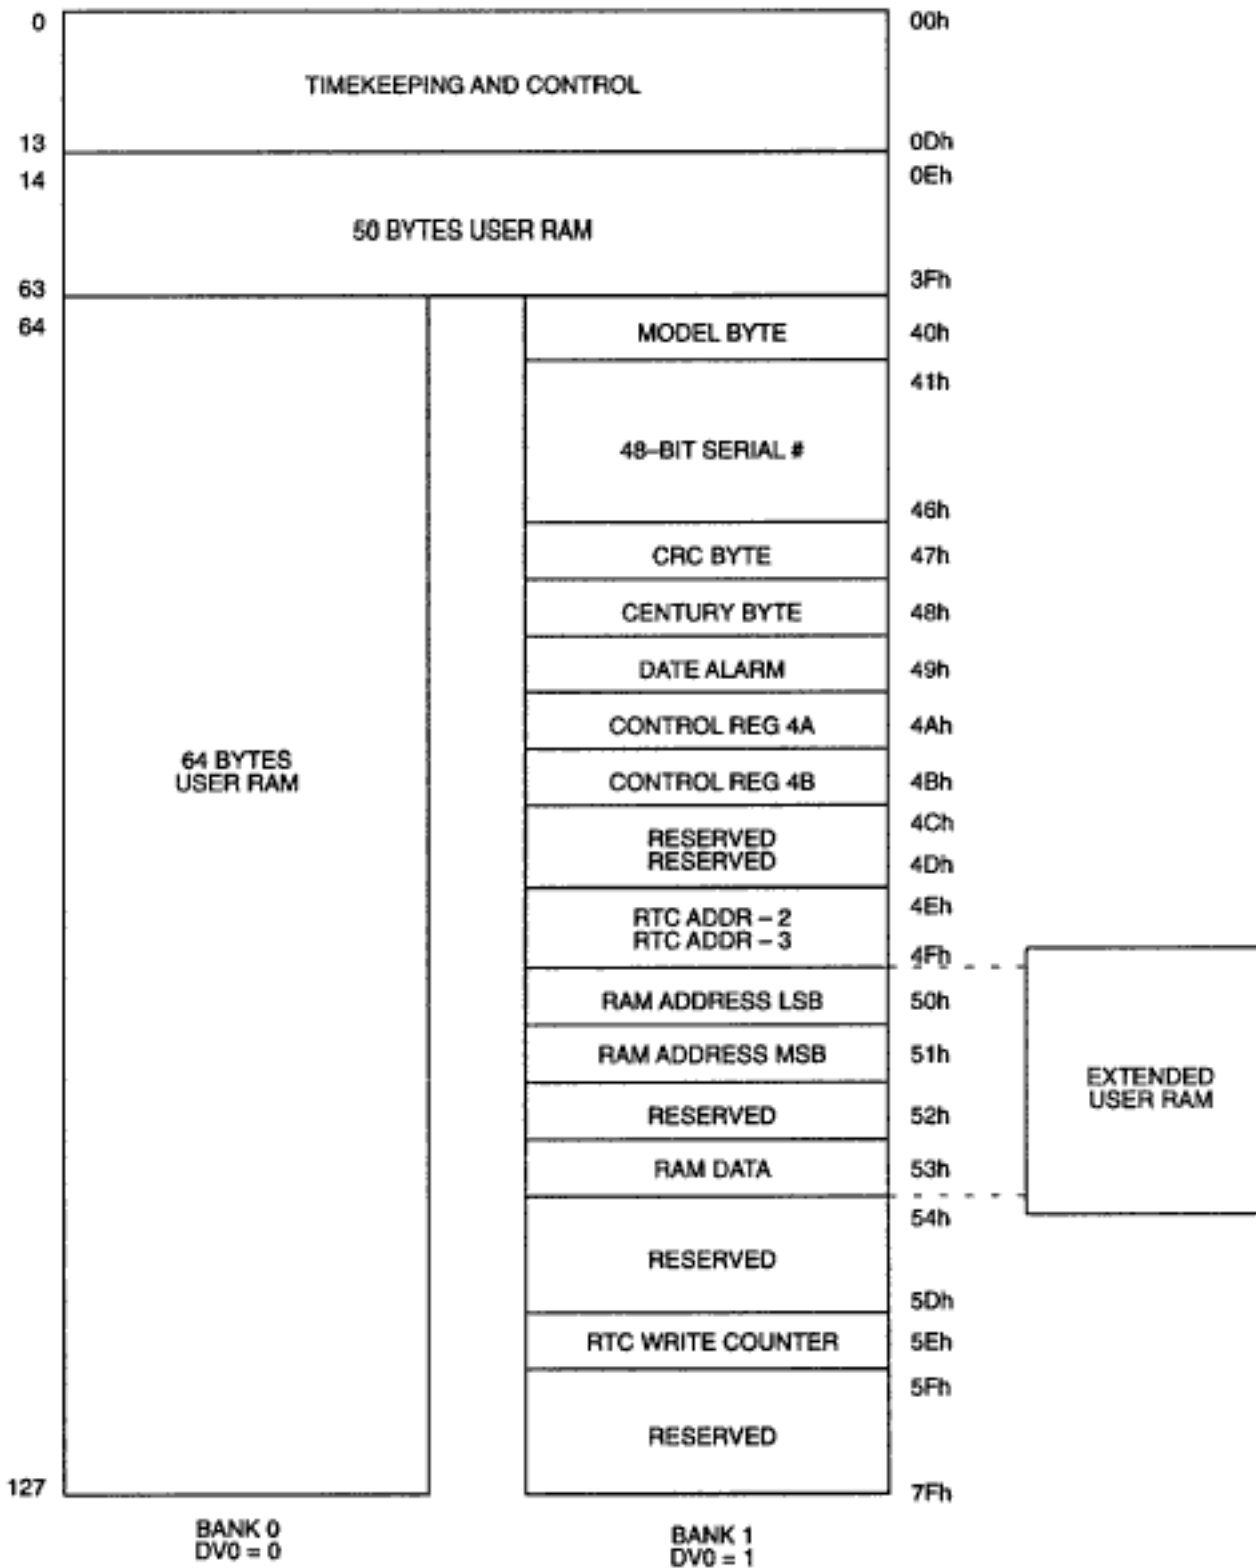 0
00h
TIMEKEEPING AND CONTROL
13
0Dh
14
0Eh
50 BYTES USER RAM
63
3Fh
64
MODEL BYTE
40h
41h
48–BIT SERIAL #
46h
CRC BYTE
47h
CENTURY BYTE
48h
DATE ALARM
49h
CONTROL REG 4A
4Ah
64 BYTES
USER RAM
CONTROL REG 4B
4Bh
RESERVED
4Ch
RESERVED
4Dh
RTC ADDR – 2
4Eh
RTC ADDR – 3
4Fh
RAM ADDRESS LSB
50h
RAM ADDRESS MSB
51h
EXTENDED
USER RAM
RESERVED
52h
RAM DATA
53h
54h
RESERVED
5Dh
RTC WRITE COUNTER
5Eh
5Fh
RESERVED
127
7Fh
BANK 0
DV0 = 0
BANK 1
DV0 = 1